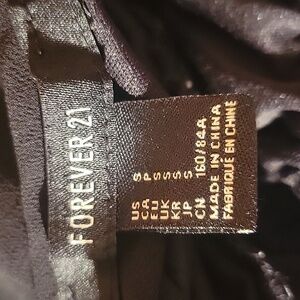 FOREVER 21
US S
CA P
EU S
UK S
KR S
JP S
CN 160/84A
MADE IN CHINA
FABRIQUÉ EN CHINE